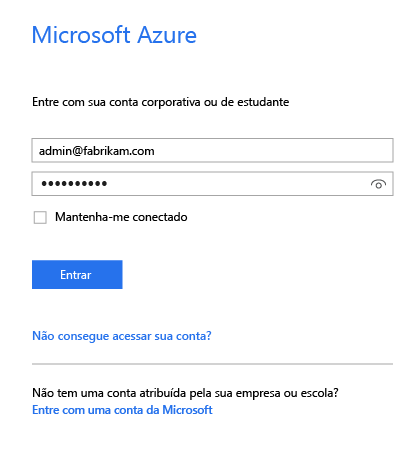 Microsoft Azure
Entre com sua conta corporativa ou de estudante
admin@fabrikam.com
••••••••••
Mantenha-me conectado
Entrar
Não consegue acessar sua conta?
Não tem uma conta atribuída pela sua empresa ou escola?
Entre com uma conta da Microsoft